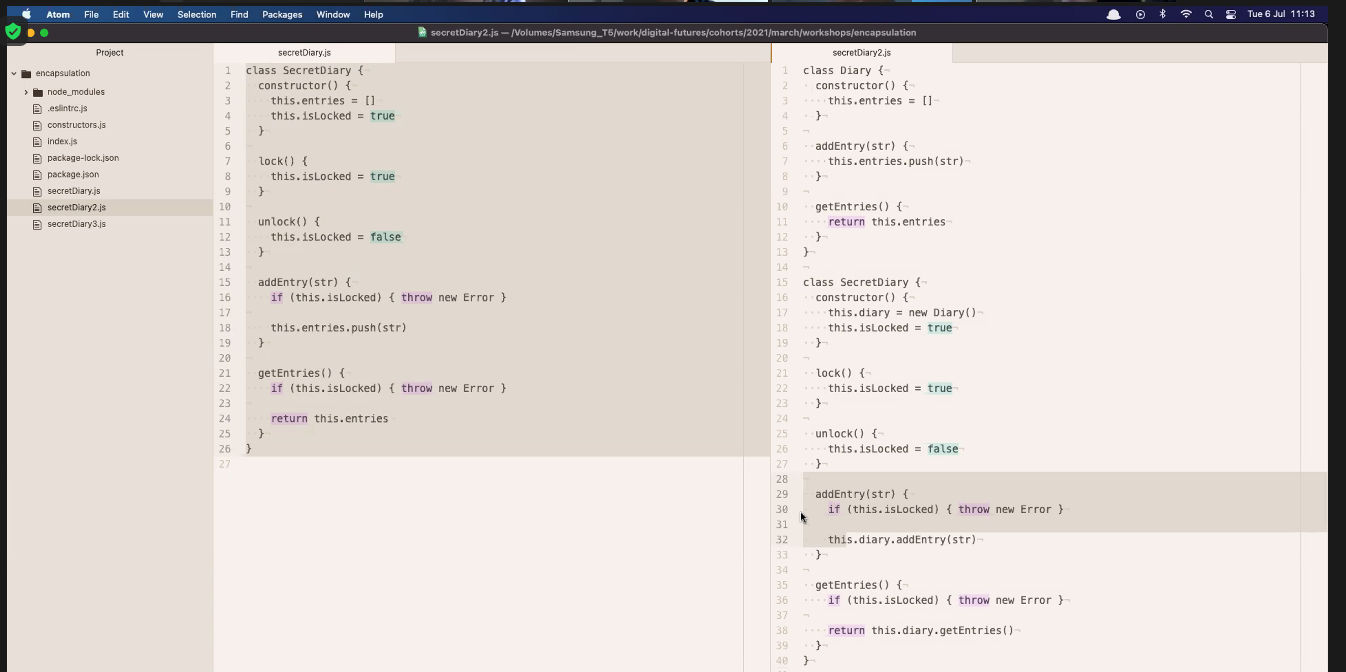 Atom File Edit View Selection Find Packages Window Help Tue 6 Jul 11:13
secretDiary2.js — /Volumes/Samsung_T5/work/digital-futures/cohorts/2021/march/workshops/encapsulation
Project
encapsulation
node_modules
.eslintrc.js
constructors.js
index.js
package-lock.json
package.json
secretDiary.js
secretDiary2.js
secretDiary3.js
secretDiary.js
1 class SecretDiary {
2 constructor() {
3 this.entries = []
4 this.isLocked = true
5 }
6
7 lock() {
8 this.isLocked = true
9 }
10
11 unlock() {
12 this.isLocked = false
13 }
14
15 addEntry(str) {
16 if (this.isLocked) { throw new Error }
17
18 this.entries.push(str)
19 }
20
21 getEntries() {
22 if (this.isLocked) { throw new Error }
23
24 return this.entries
25 }
26 }
27
secretDiary2.js
1 class Diary {¬
2 constructor() {¬
3 this.entries = []¬
4 }¬
5 ¬
6 addEntry(str) {¬
7 this.entries.push(str)¬
8 }¬
9 ¬
10 getEntries() {¬
11 return this.entries¬
12 }¬
13 }¬
14 ¬
15 class SecretDiary {¬
16 constructor() {¬
17 this.diary = new Diary()¬
18 this.isLocked = true¬
19 }¬
20 ¬
21 lock() {¬
22 this.isLocked = true¬
23 }¬
24 ¬
25 unlock() {¬
26 this.isLocked = false¬
27 }¬
28 ¬
29 addEntry(str) {¬
30 if (this.isLocked) { throw new Error }¬
31 ¬
32 this.diary.addEntry(str)¬
33 }¬
34 ¬
35 getEntries() {¬
36 if (this.isLocked) { throw new Error }¬
37 ¬
38 return this.diary.getEntries()¬
39 }¬
40 }¬